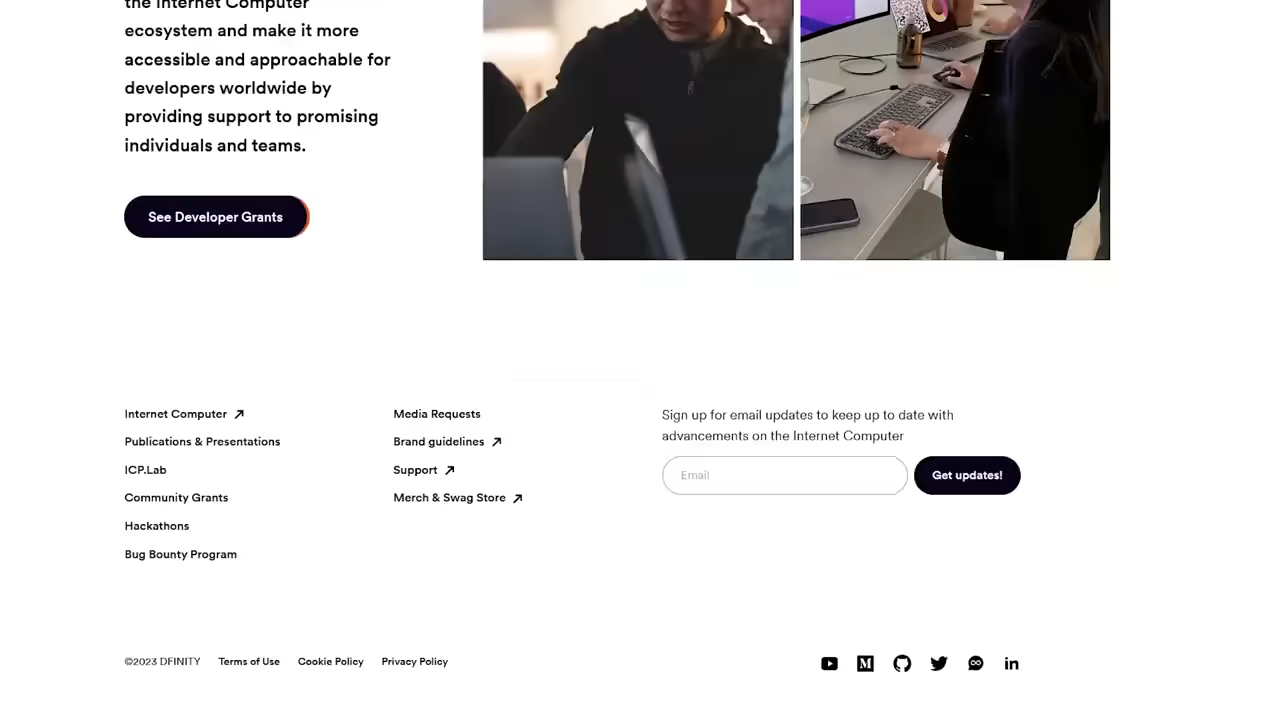 the Internet Computer
ecosystem and make it more
accessible and approachable for
developers worldwide by
providing support to promising
individuals and teams.
See Developer Grants
Internet Computer
Publications & Presentations
ICP.Lab
Community Grants
Hackathons
Bug Bounty Program
Media Requests
Brand guidelines
Support
Merch & Swag Store
Sign up for email updates to keep up to date with
advancements on the Internet Computer
Email
Get updates!
©2023 DFINITY Terms of Use Cookie Policy Privacy Policy